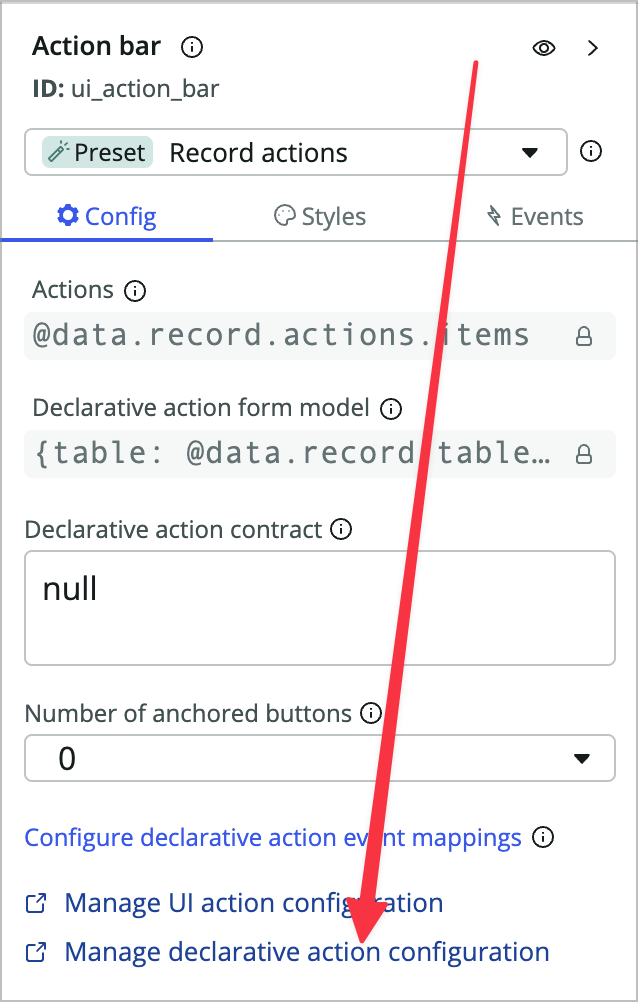 Action bar
ID: ui_action_bar
Preset Record actions
Config Styles Events
Actions
@data.record.actions.items
Declarative action form model
{table: @data.record.table…
Declarative action contract
null
Number of anchored buttons
0
Configure declarative action event mappings
Manage UI action configuration
Manage declarative action configuration